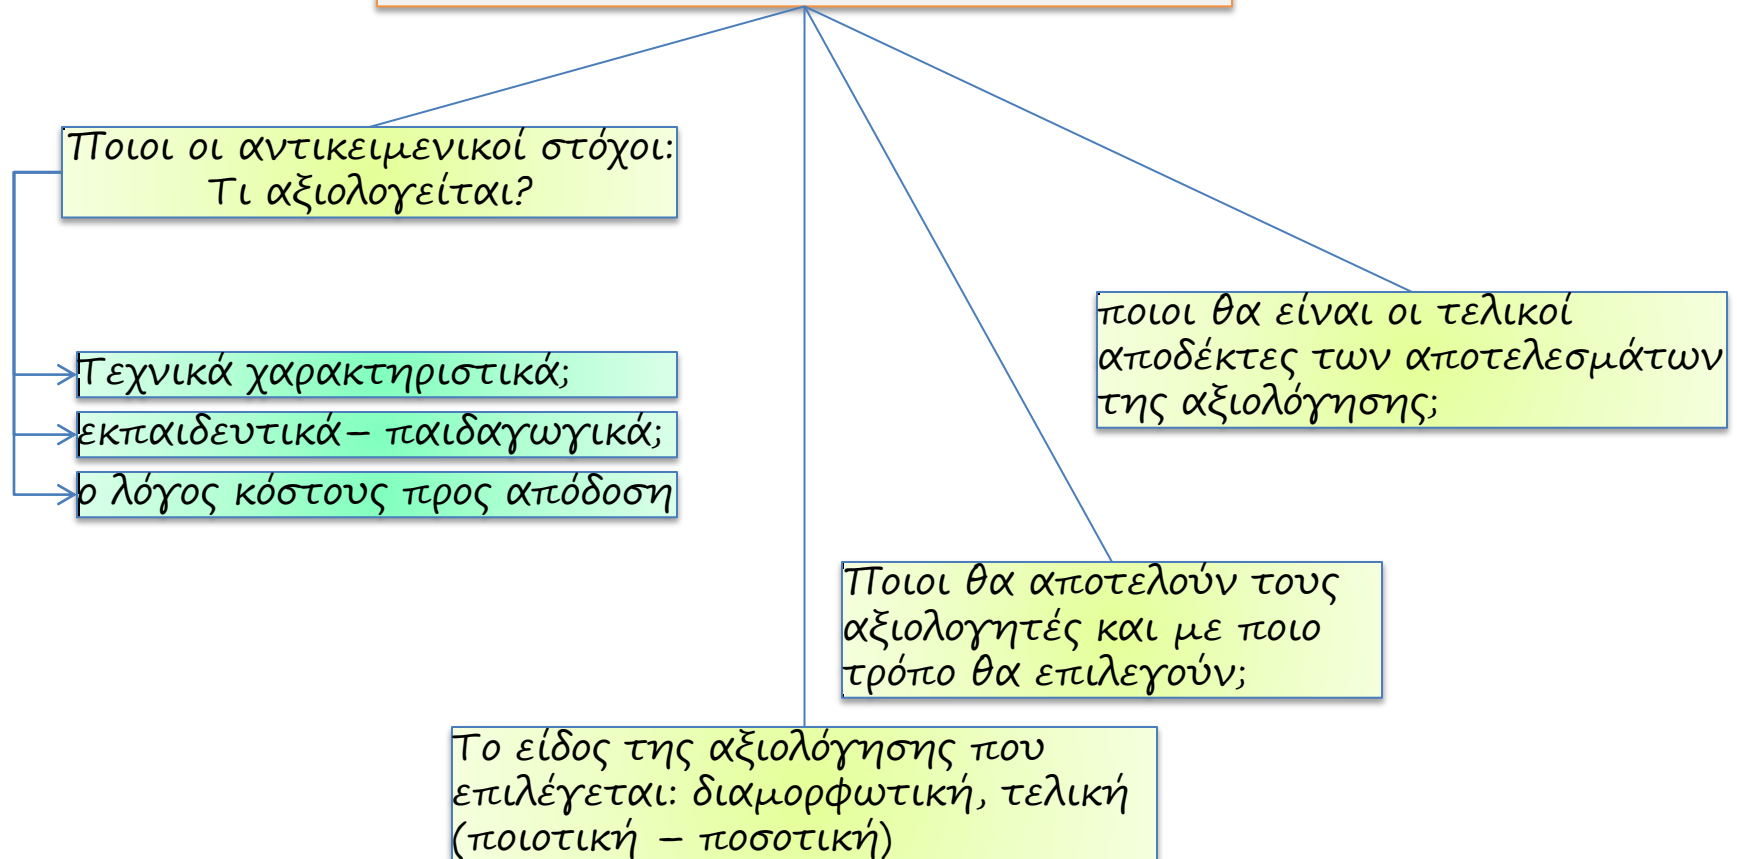 Ποιοι οι αντικειμενικοί στόχοι:
Τι αξιολογείται?
Τεχνικά χαρακτηριστικά;
εκπαιδευτικά– παιδαγωγικά;
ο λόγος κόστους προς απόδοση
ποιοι θα είναι οι τελικοί
αποδέκτες των αποτελεσμάτων
της αξιολόγησης;
Ποιοι θα αποτελούν τους
αξιολογητές και με ποιο
τρόπο θα επιλεγούν;
Το είδος της αξιολόγησης που
επιλέγεται: διαμορφωτική, τελική
(ποιοτική – ποσοτική)